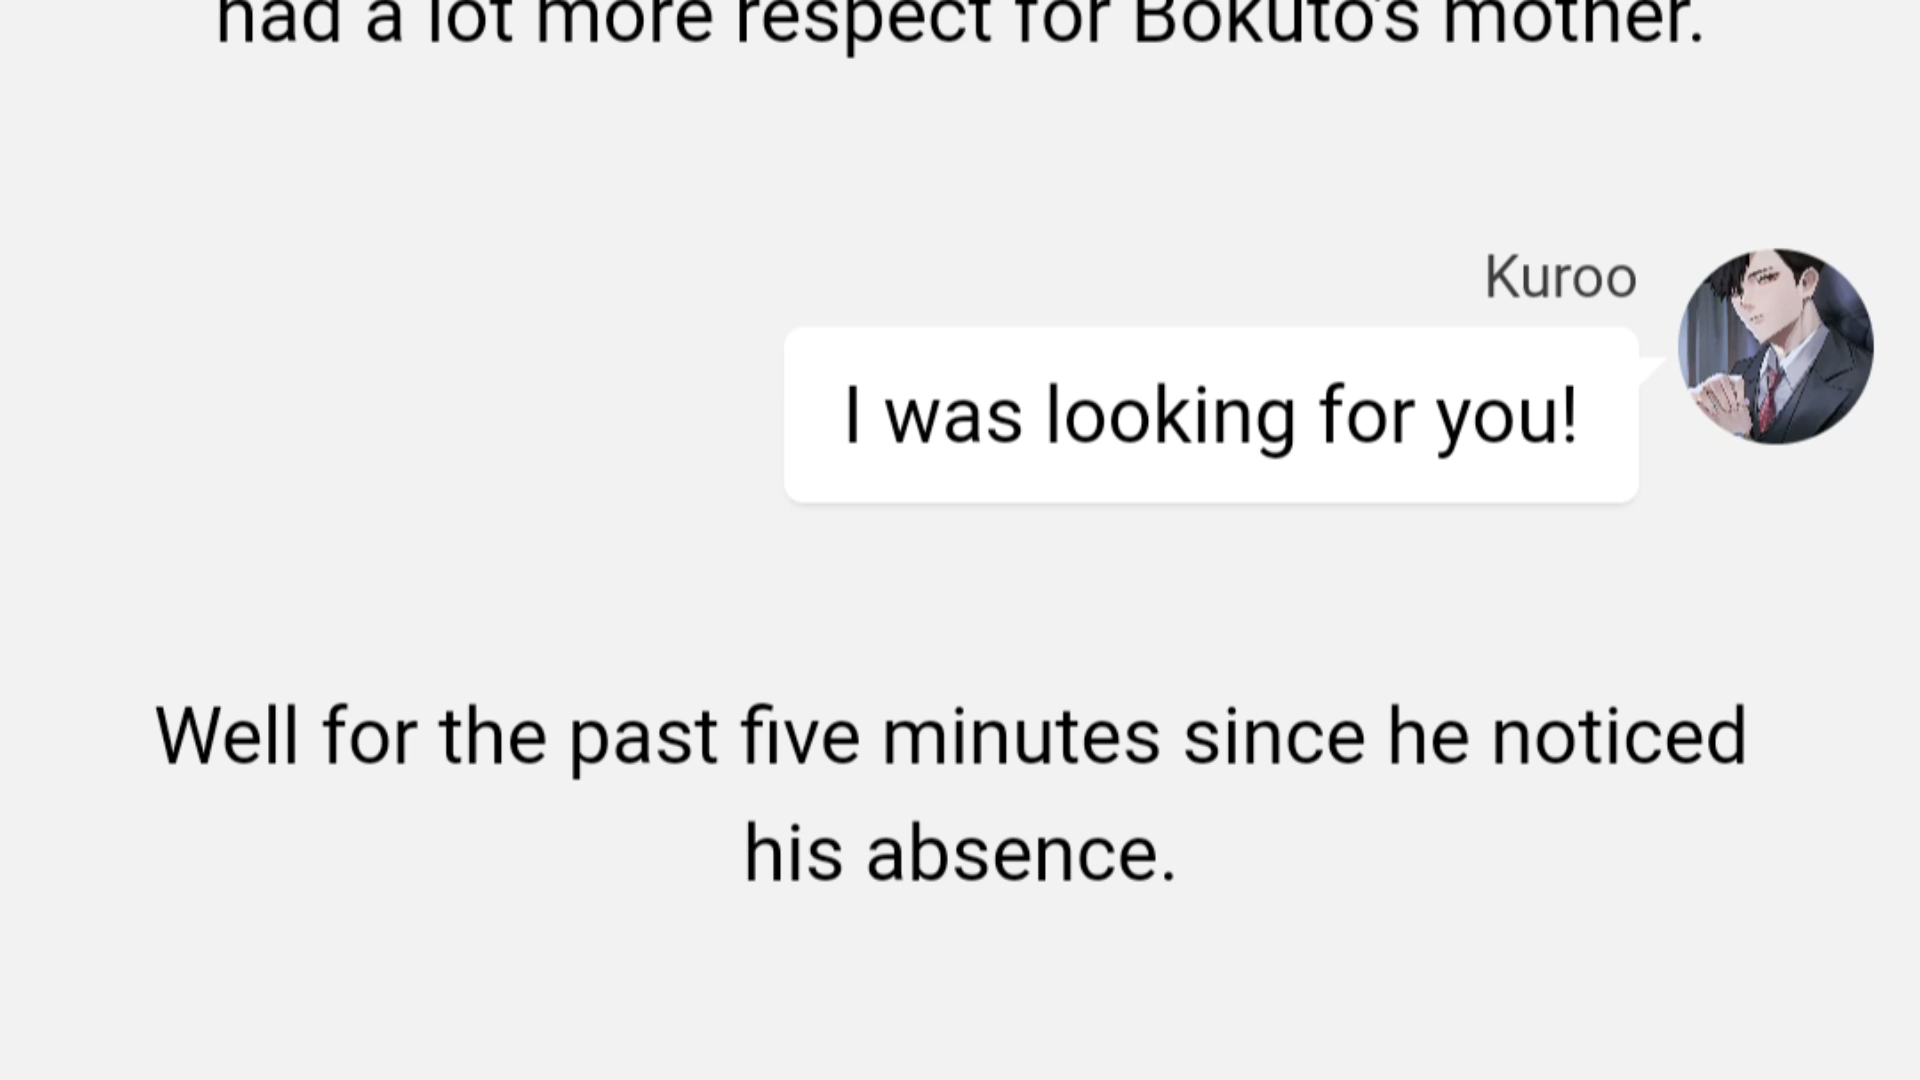 had a lot more respect for Bokuto's mother.
Kuroo
I was looking for you!
Well for the past five minutes since he noticed
his absence.